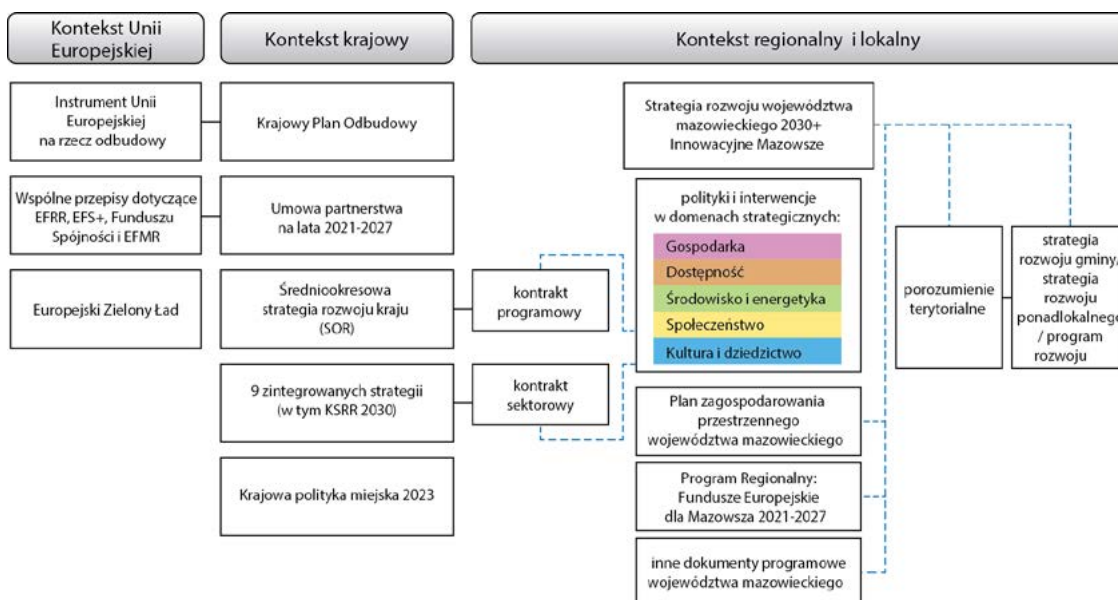 Kontekst Unii
Europejskiej
Kontekst krajowy
Kontekst regionalny i lokalny
Instrument Unii
Europejskiej
na rzecz odbudowy
Krajowy Plan Odbudowy
Strategia rozwoju województwa
mazowieckiego 2030+
Innowacyjne Mazowsze
Wspólne przepisy dotyczące
EFRR, EFS+, Funduszu
Spójności i EFMR
Umowa partnerstwa
na lata 2021-2027
polityki i interwencje
w domenach strategicznych:
Gospodarka
Dostępność
Środowisko i energetyka
Społeczeństwo
Kultura i dziedzictwo
Europejski Zielony Ład
Średniookresowa
strategia rozwoju kraju
(SOR)
kontrakt
programowy
porozumienie
terytorialne
strategia
rozwoju gminy/
strategia
rozwoju
ponadlokalnego
/ program
rozwoju
9 zintegrowanych strategii
(w tym KSRR 2030)
kontrakt
sektorowy
Plan zagospodarowania
przestrzennego
województwa mazowieckiego
Krajowa polityka miejska 2023
Program Regionalny:
Fundusze Europejskie
dla Mazowsza 2021-2027
inne dokumenty programowe
województwa mazowieckiego